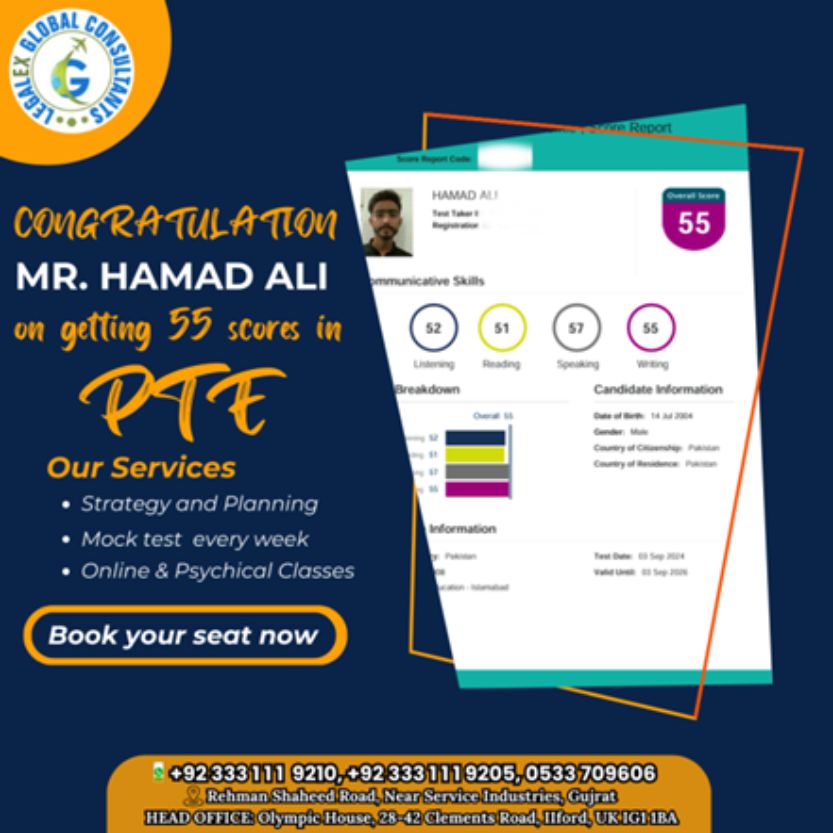 LEGALEX GLOBAL CONSULTANTS
G
CONGRATULATION
MR. HAMAD ALI
on getting 55 scores in
PTE
Our Services
Strategy and Planning
Mock test every week
Online & Psychical Classes
Book your seat now
Score Report
Score Report Code:
HAMAD ALI
Test Taker
Registration
Overall Score
55
ommunicative Skills
52 51 57 55
Listening Reading Speaking Writing
Breakdown
Overall 55
52
51
57
55
Candidate Information
Date of Birth: 14 Jul 2004
Gender: Male
Country of Citizenship: Pakistan
Country of Residence: Pakistan
Information
Pakistan
Islamabad
Test Date: 03 Sep 2024
Valid Until: 03 Sep 2026
+92 333 111 9210, +92 333 111 9205, 0533 709606
Rehman Shaheed Road, Near Service Industries, Gujrat
HEAD OFFICE: Olympic House, 28-42 Clements Road, Ilford, UK IG1 1BA